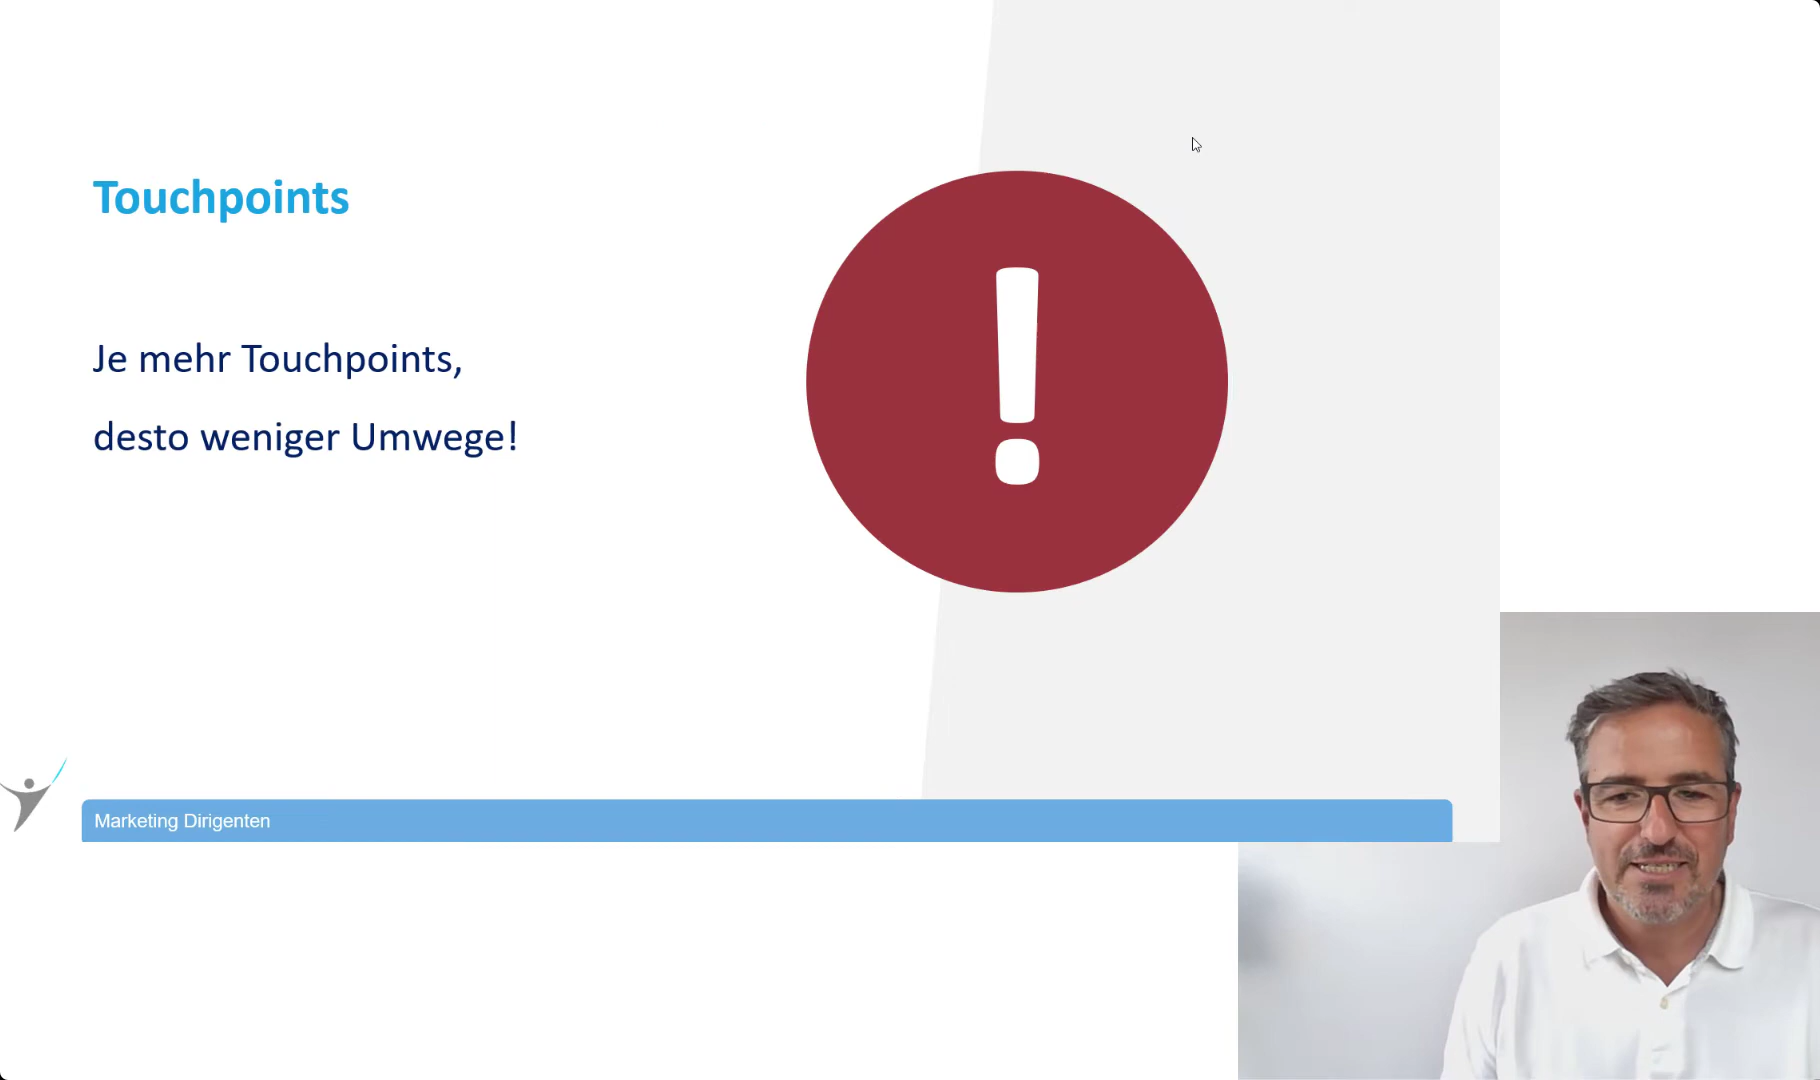 Touchpoints
Je mehr Touchpoints,
desto weniger Umwege!
!
Marketing Dirigenten